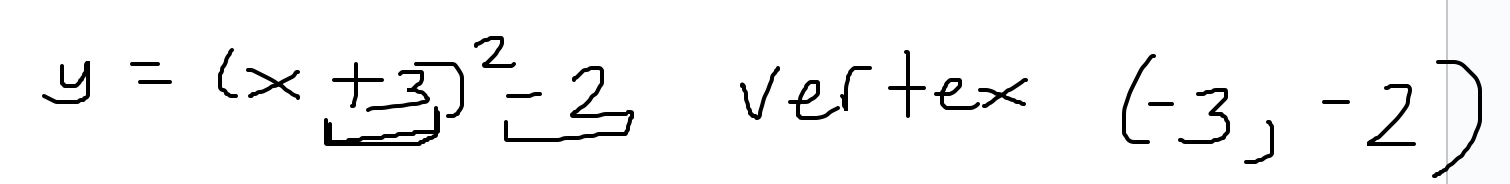 y = (x + 3)² - 2 vertex (-3, -2)